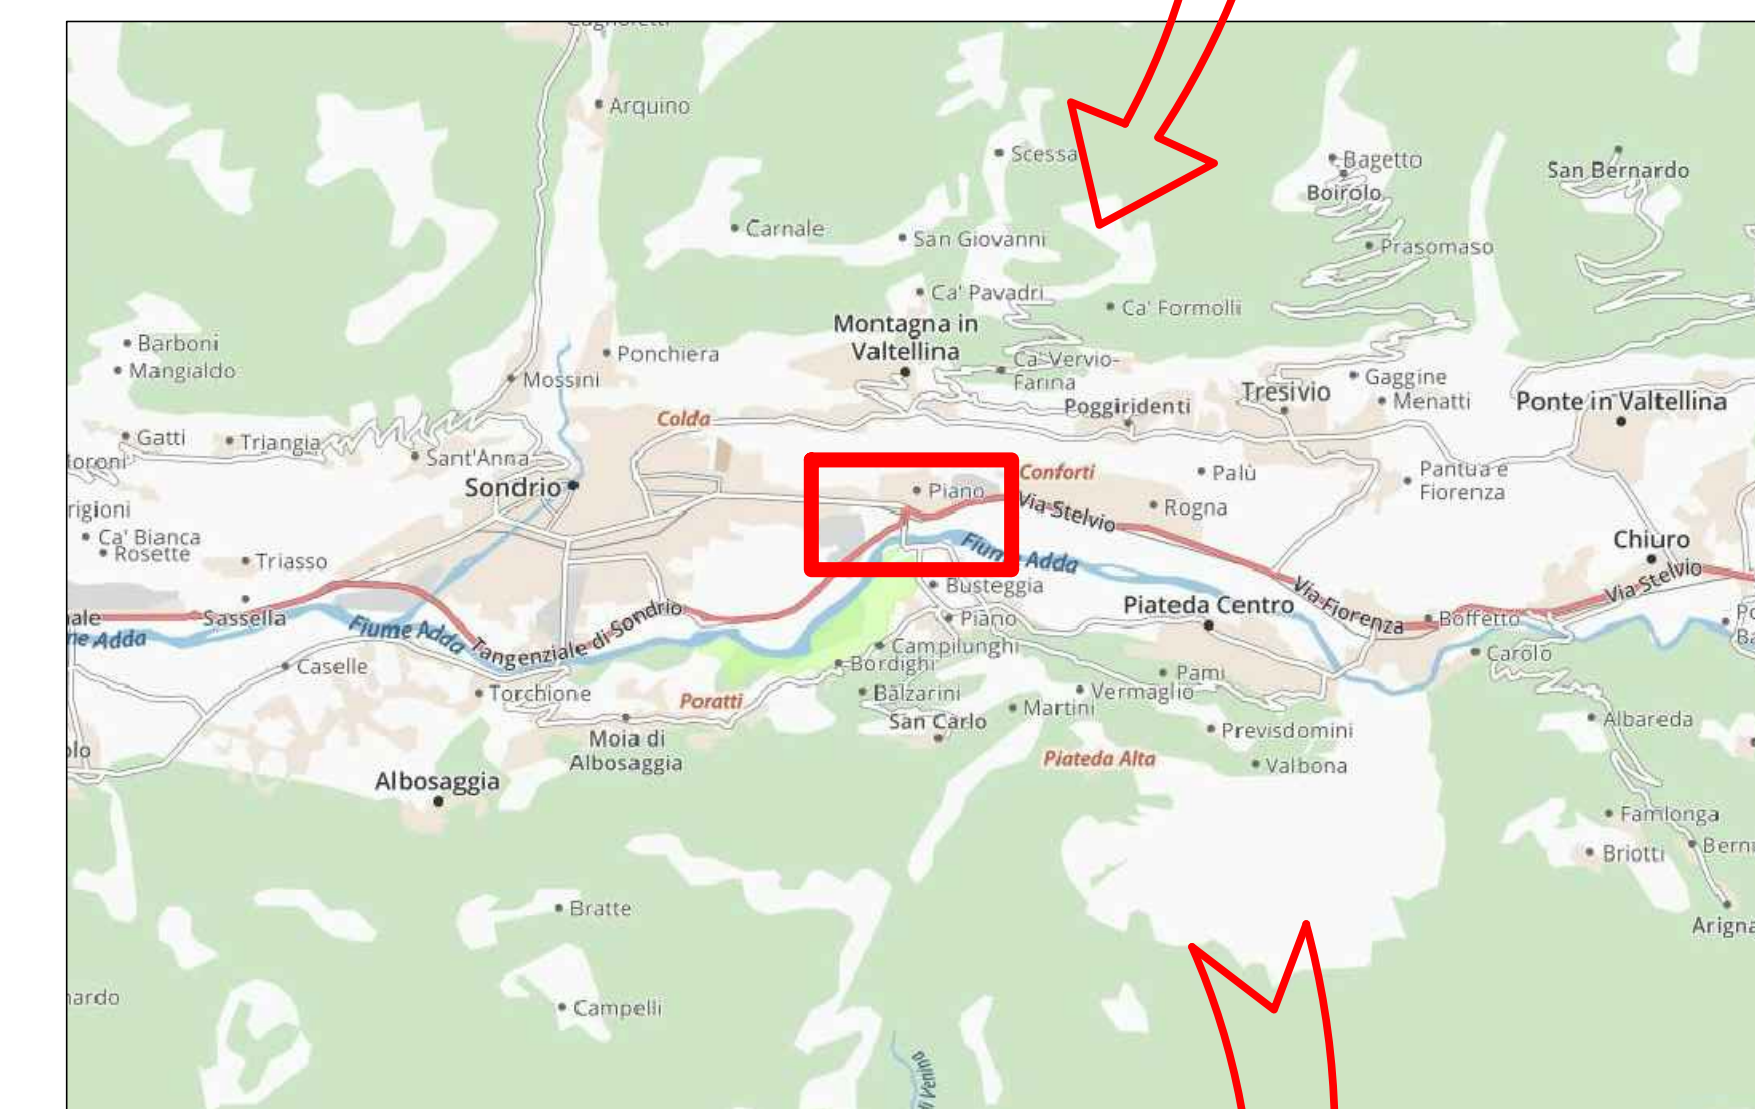 Arquino
Scessa
Bagetto
Boirolo
San Bernardo
Carnale
San Giovanni
Prasomaso
Ca' Pavadri
Ca' Formolli
Montagna in
Valtellina
Barboni
Mangialdo
Ponchiera
Mossini
Ca' Vervio-
Farina
Gaggine
Menatti
Tresivio
Poggiridenti
Ponte in Valtellina
Colda
Gatti
Triangia
Sant'Anna
Sondrio
Piano
Conforti
Palù
Pantua e
Fiorenza
Rogna
Via Stelvio
Ca' Bianca
Rosette
Triasso
Fiume Adda
Chiuro
Via Stelvio
Busteggia
Piateda Centro
Via Fiorenza
Boffetto
Sassella
Fiume Adda
Tangenziale di Sondrio
Piano
Campilunghi
Bordighi
Carolo
Caselle
Torchione
Poratti
Balzarini
San Carlo
Martini
Vermaglio
Pami
Previsdomini
Albareda
Moia di
Albosaggia
Piateda Alta
Valbona
Albosaggia
Famlonga
Briotti
Bratte
Campelli